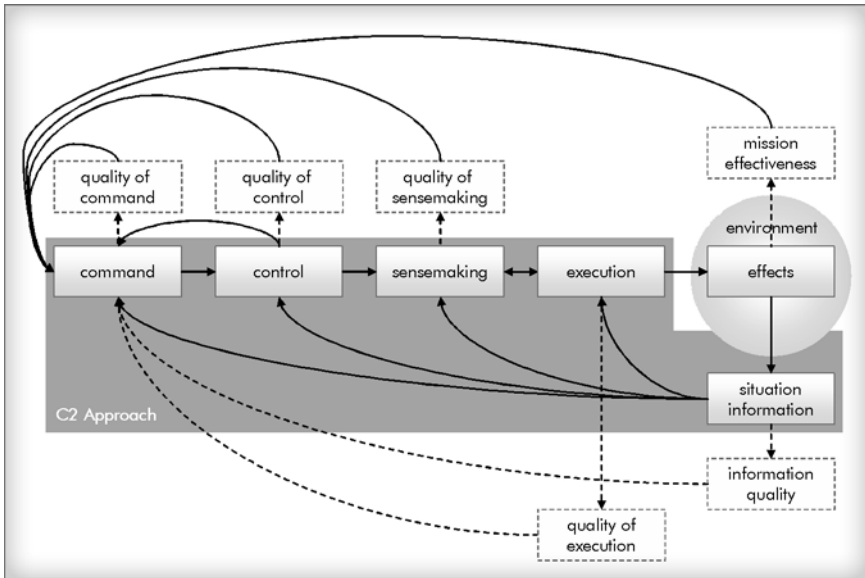 mission
effectiveness
quality of
command
quality of
control
quality of
sensemaking
environment
command
control
sensemaking
execution
effects
situation
information
C2 Approach
information
quality
quality of
execution